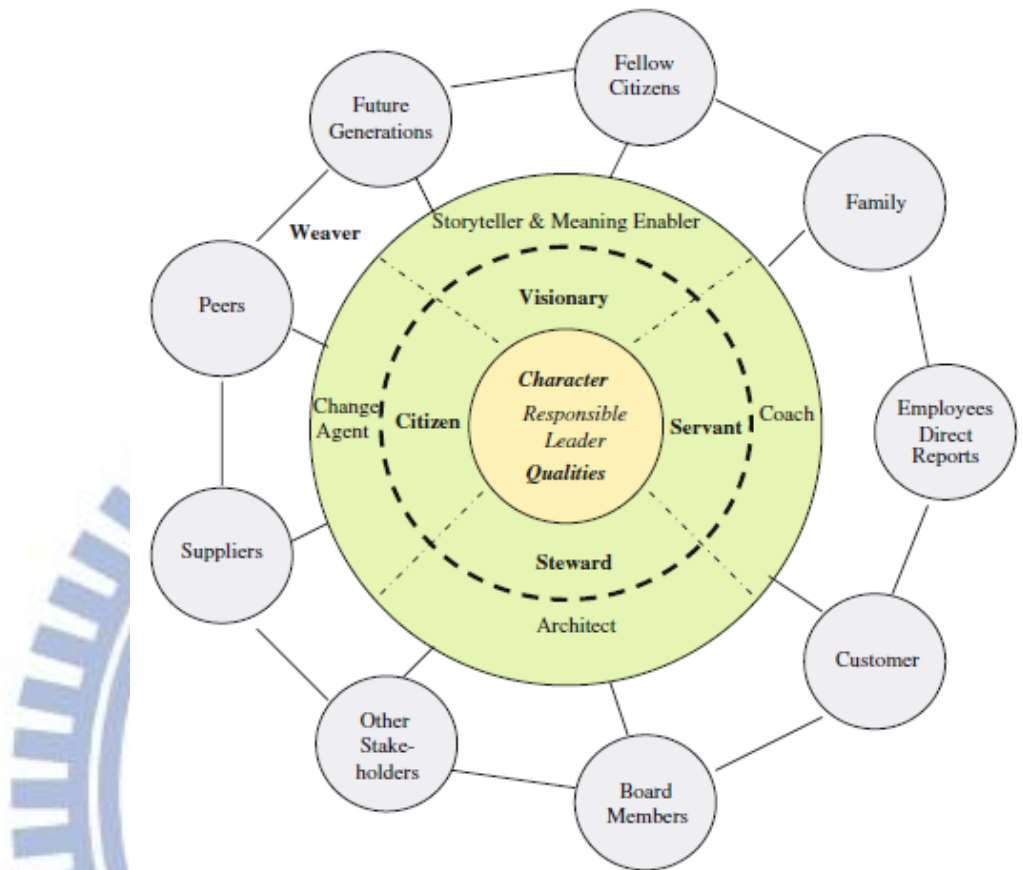 Fellow
Citizens
Future
Generations
Family
Weaver
Storyteller & Meaning Enabler
Peers
Visionary
Character
Responsible
Leader
Qualities
Change
Agent
Citizen
Servant
Coach
Employees
Direct
Reports
Suppliers
Steward
Architect
Customer
Other
Stake-
holders
Board
Members